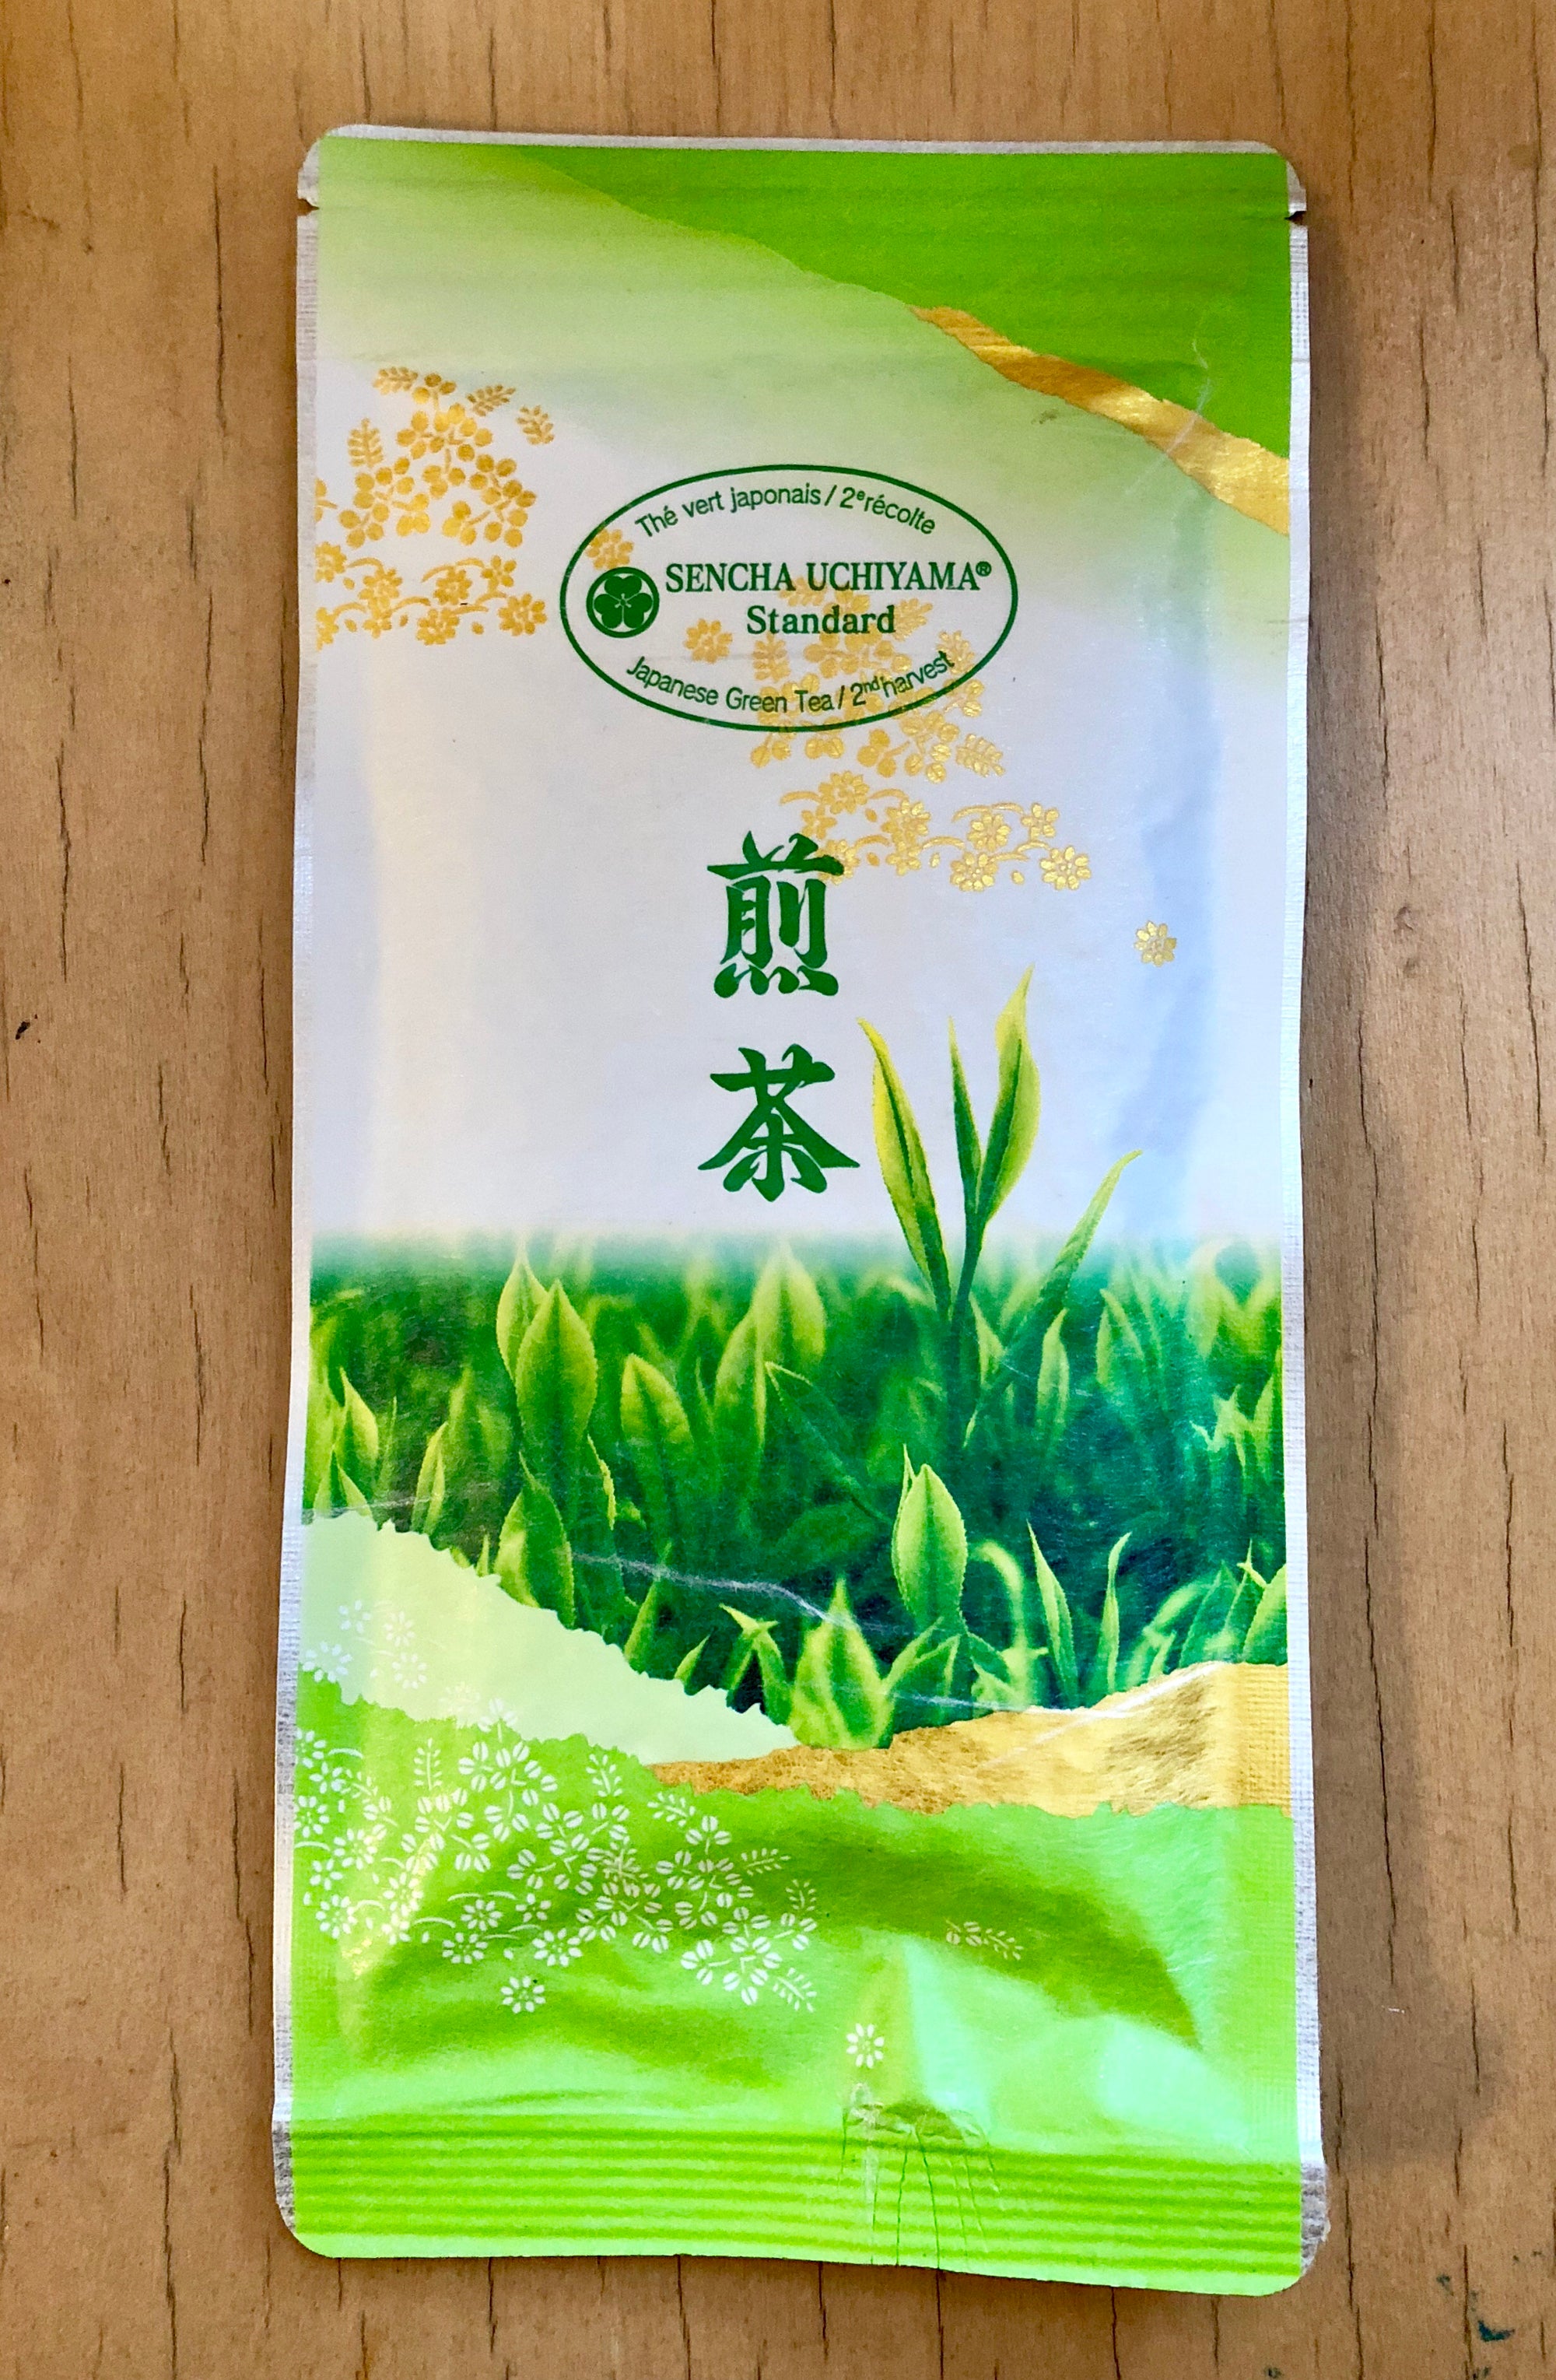 Thé vert japonais / 2e récolte
SENCHA UCHIYAMA®
Standard
Japanese Green Tea / 2nd harvest
煎茶